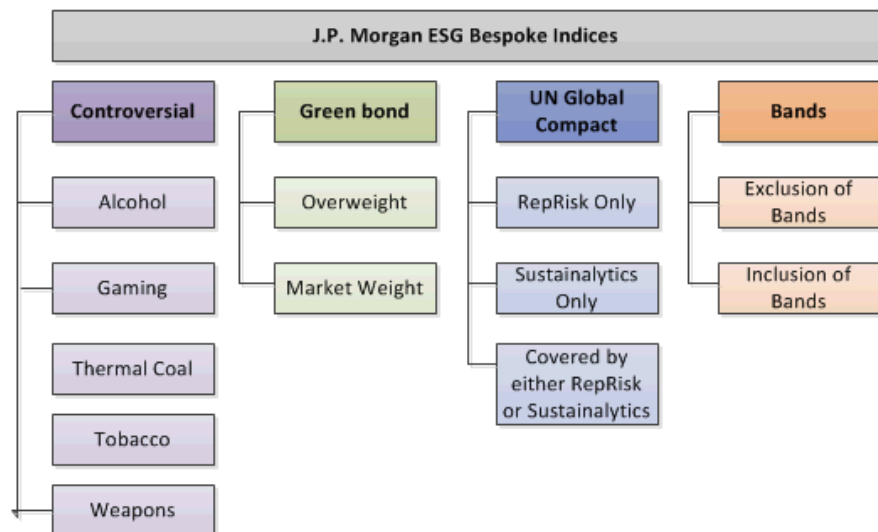 J.P. Morgan ESG Bespoke Indices
Controversial
Alcohol
Gaming
Thermal Coal
Tobacco
Weapons
Green bond
Overweight
Market Weight
UN Global
Compact
RepRisk Only
Sustainalytics
Only
Covered by
either RepRisk
or Sustainalytics
Bands
Exclusion of
Bands
Inclusion of
Bands